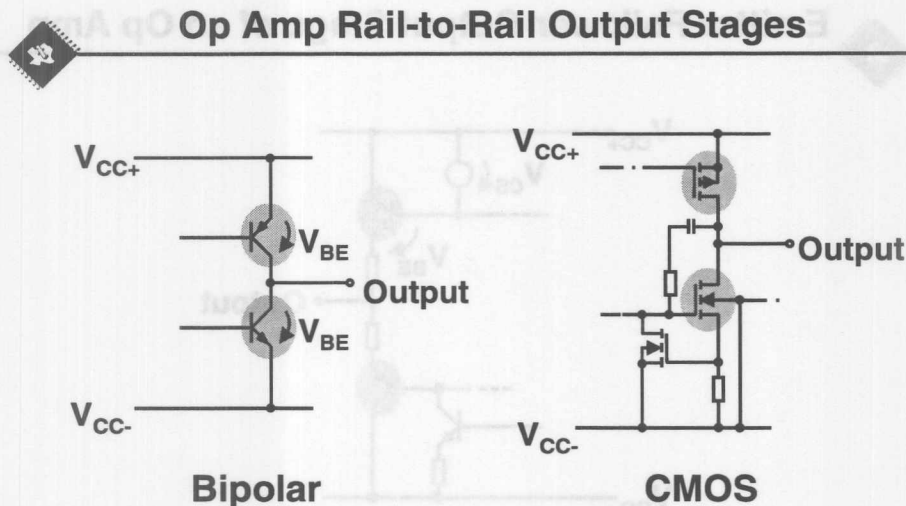 Op Amp Rail-to-Rail Output Stages
VCC+
VBE
Output
VBE
VCC-
Bipolar
VCC+
Output
VCC-
CMOS